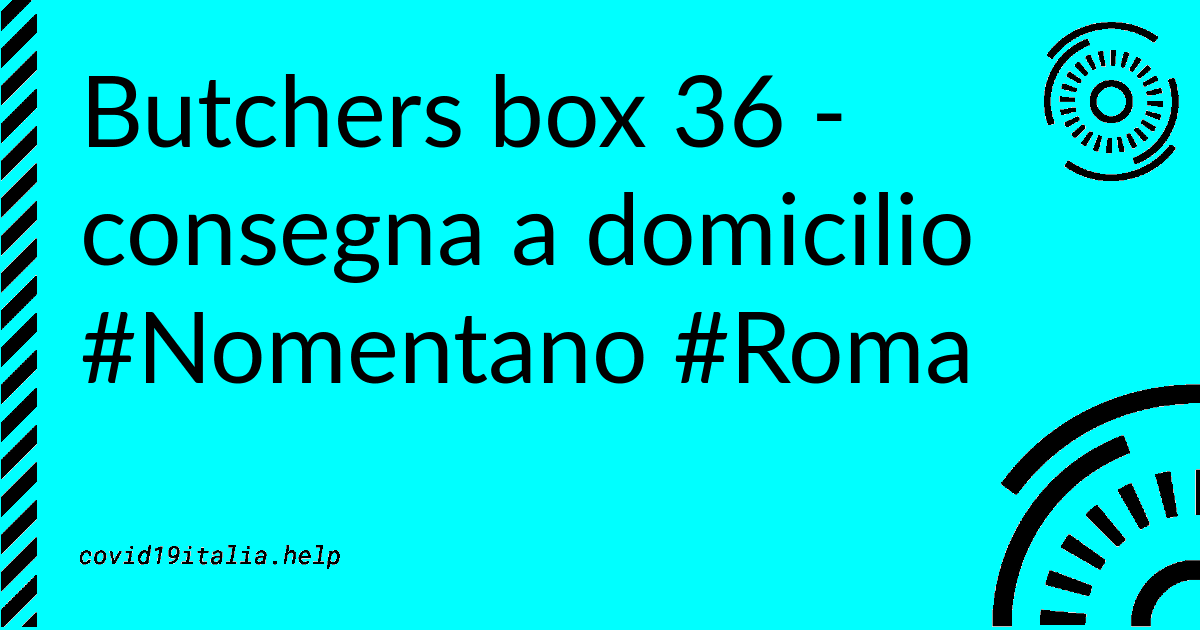 Butchers box 36 -
consegna a domicilio
#Nomentano #Roma
covid19italia.help